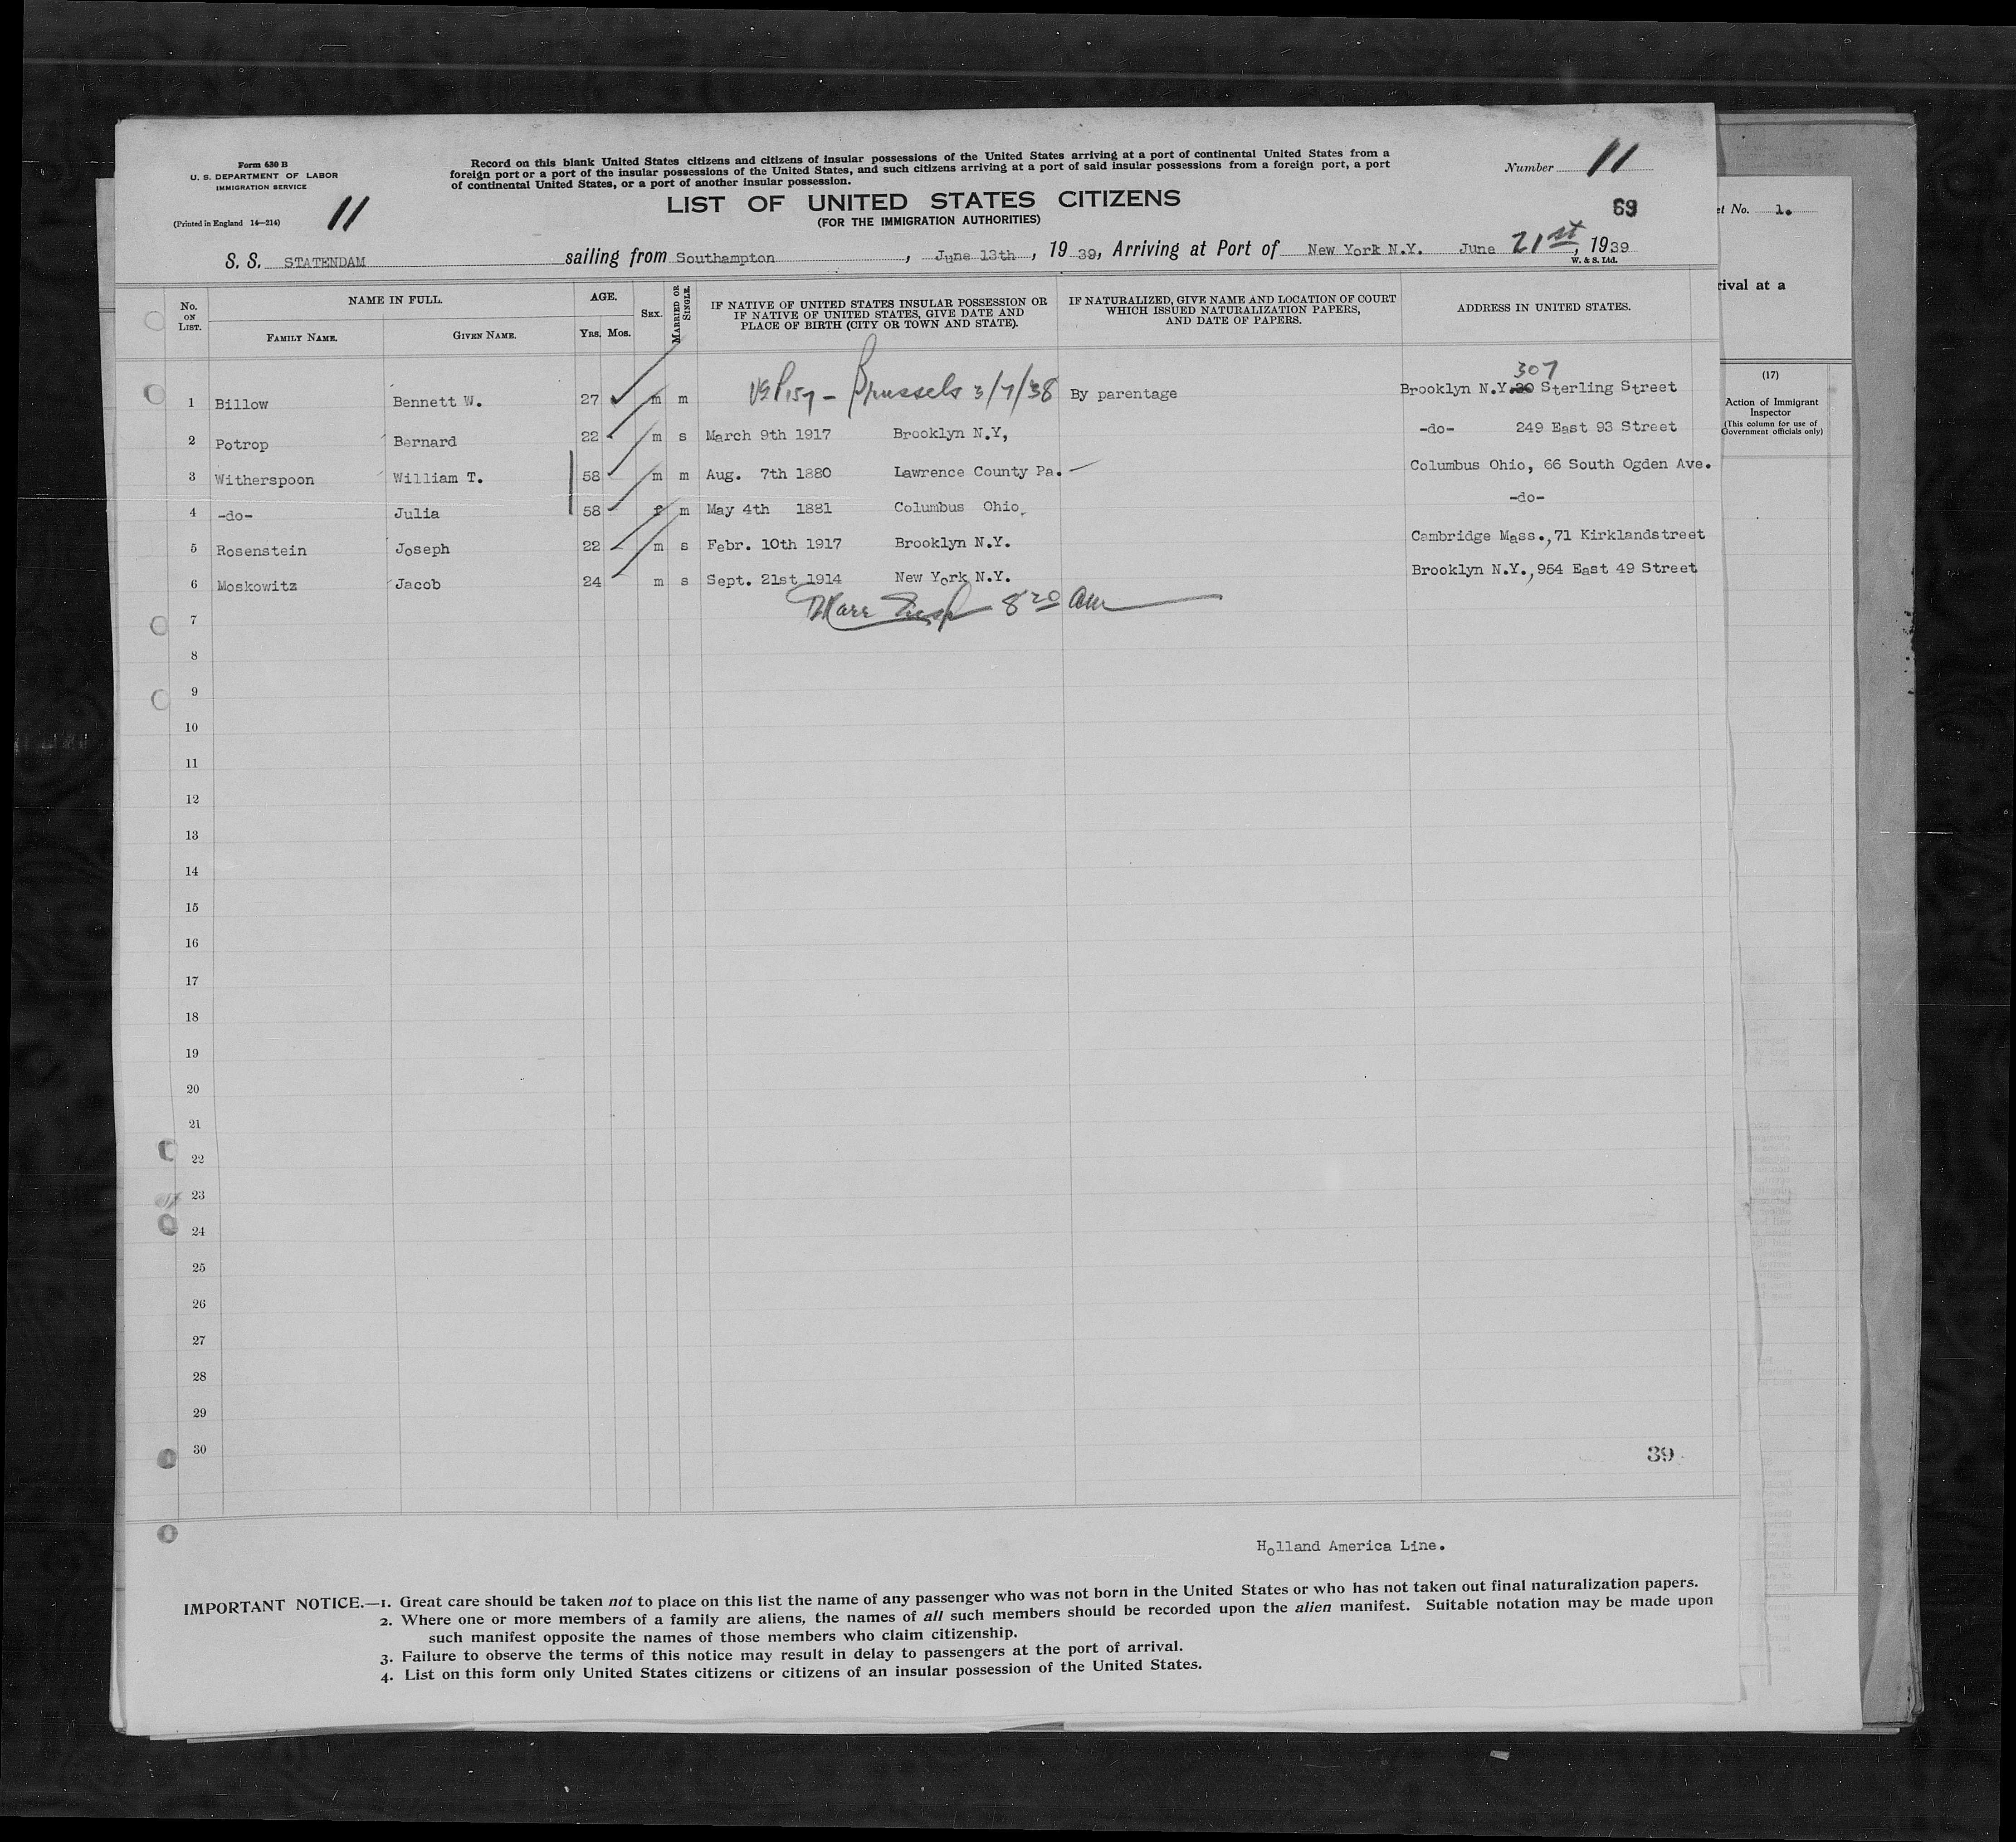 Form 630 B
U. S. DEPARTMENT OF LABOR
IMMIGRATION SERVICE
(Printed in England 14—214)
11
Record on this blank United States citizens and citizens of insular possessions of the United States arriving at a port of continental United States from a
foreign port or a port of the insular possessions of the United States, and such citizens arriving at a port of said insular possessions from a foreign port, a port
of continental United States, or a port of another insular possession.
Number 11
LIST OF UNITED STATES CITIZENS
(FOR THE IMMIGRATION AUTHORITIES)
69
S. S. STATENDAM sailing from Southampton, June 13th, 1939, Arriving at Port of New York N.Y. June 21st, 1939
W. & S. Ltd.
No. ON LIST.
NAME IN FULL.
FAMILY NAME.
GIVEN NAME.
AGE.
YRS. MOS.
SEX.
MARRIED OR SINGLE.
IF NATIVE OF UNITED STATES INSULAR POSSESSION OR
IF NATIVE OF UNITED STATES, GIVE DATE AND
PLACE OF BIRTH (CITY OR TOWN AND STATE).
IF NATURALIZED, GIVE NAME AND LOCATION OF COURT
WHICH ISSUED NATURALIZATION PAPERS,
AND DATE OF PAPERS.
ADDRESS IN UNITED STATES.
307
1 Billow Bennett W. 27 m m Brussels 3/7/38 By parentage Brooklyn N.Y. 20 Sterling Street
2 Potrop Bernard 22 m s March 9th 1917 Brooklyn N.Y, -do- 249 East 93 Street
3 Witherspoon William T. 58 m m Aug. 7th 1880 Lawrence County Pa. Columbus Ohio, 66 South Ogden Ave.
4 -do- Julia 58 f m May 4th 1881 Columbus Ohio. -do-
5 Rosenstein Joseph 22 m s Febr. 10th 1917 Brooklyn N.Y. Cambridge Mass., 71 Kirklandstreet
6 Moskowitz Jacob 24 m s Sept. 21st 1914 New York N.Y. Brooklyn N.Y., 954 East 49 Street
7 Insp 8 20 am
8
9
10
11
12
13
14
15
16
17
18
19
20
21
22
23
24
25
26
27
28
29
30
39
Holland America Line.
IMPORTANT NOTICE.—1. Great care should be taken not to place on this list the name of any passenger who was not born in the United States or who has not taken out final naturalization papers.
2. Where one or more members of a family are aliens, the names of all such members should be recorded upon the alien manifest. Suitable notation may be made upon
such manifest opposite the names of those members who claim citizenship.
3. Failure to observe the terms of this notice may result in delay to passengers at the port of arrival.
4. List on this form only United States citizens or citizens of an insular possession of the United States.
et No. 1.
rival at a
(17)
Action of Immigrant
Inspector
(This column for use of
Government officials only)